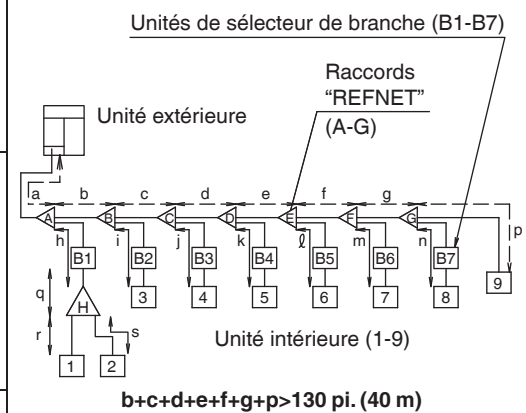 Unités de sélecteur de branche (B1-B7)
Raccords
“REFNET”
(A-G)
Unité extérieure
a b c d e f g
A B C D E F G
h i j k ℓ m n p
B1 B2 B3 B4 B5 B6 B7
9
q
3 4 5 6 7 8
H
r s
Unité intérieure (1-9)
1 2
b+c+d+e+f+g+p>130 pi. (40 m)